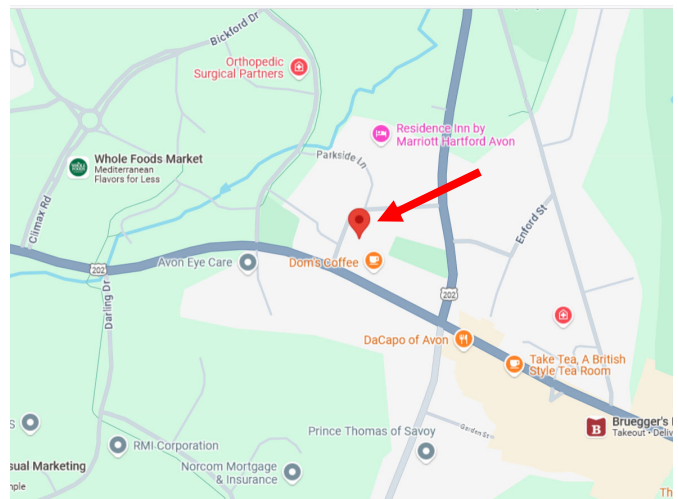 Bickford Dr
Orthopedic
Surgical Partners
Residence Inn by
Marriott Hartford Avon
Parkside Ln
Whole Foods Market
Mediterranean
Flavors for Less
Climax Rd
Enford St
202
Avon Eye Care
Dom's Coffee
Darling Dr
202
DaCapo of Avon
Take Tea, A British
Style Tea Room
Bruegger's
Takeout • Deliv
Garden St
Prince Thomas of Savoy
S
RMI Corporation
sual Marketing
Norcom Mortgage
& Insurance
mple
Th